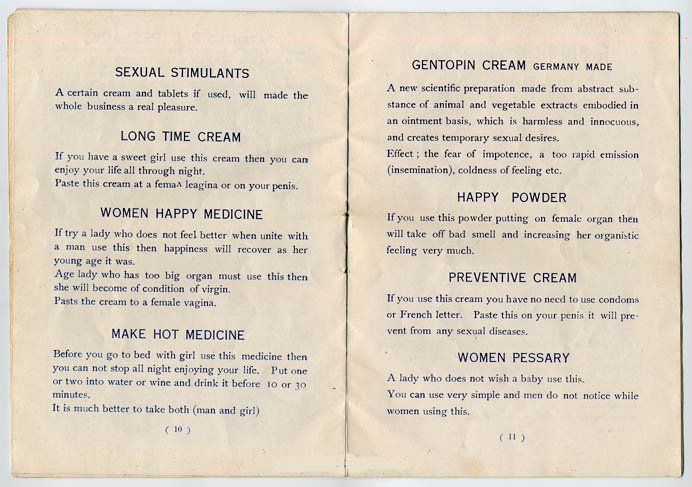 SEXUAL STIMULANTS
A certain cream and tablets if used, will made the
whole business a real pleasure.
LONG TIME CREAM
If you have a sweet girl use this cream then you can
enjoy your life all through night.
Paste this cream at a fema^ leagina or on your penis.
WOMEN HAPPY MEDICINE
If try a lady who does not feel better when unite with
a man use this then happiness will recover as her
young age it was.
Age lady who has too big organ must use this then
she will become of condition of virgin.
Pasts the cream to a female vagina.
MAKE HOT MEDICINE
Before you go to bed with girl use this medicine then
you can not stop all night enjoying your life. Put one
or two into water or wine and drink it before 10 or 30
minutes.
It is much better to take both (man and girl)
( 10 )
GENTOPIN CREAM GERMANY MADE
A new scientific preparation made from abstract sub-
stance of animal and vegetable extracts embodied in
an ointment basis, which is harmless and innocuous,
and creates temporary sexual desires.
Effect ; the fear of impotence, a too rapid emission
(insemination), coldness of feeling etc.
HAPPY POWDER
If you use this powder putting on female organ then
will take off bad smell and increasing her organistic
feeling very much.
PREVENTIVE CREAM
If you use this cream you have no need to use condoms
or French letter. Paste this on your penis it will pre-
vent from any sexual diseases.
WOMEN PESSARY
A lady who does not wish a baby use this.
You can use very simple and men do not notice while
women using this.
( 11 )